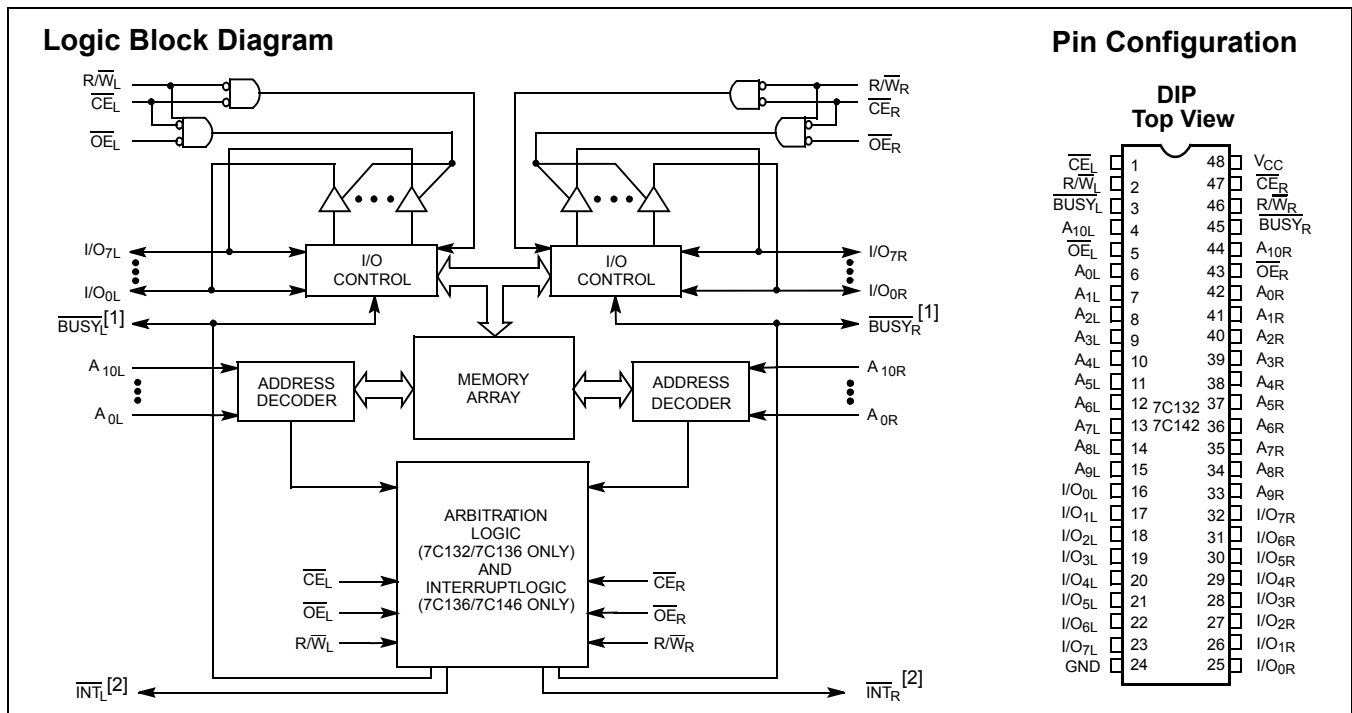 Logic Block Diagram
R/W̅L
C̅E̅L
O̅E̅L
R/W̅R
C̅E̅R
O̅E̅R
I/O7L
I/O0L
B̅U̅S̅Y̅L[1]
I/O
CONTROL
I/O
CONTROL
I/O7R
I/O0R
B̅U̅S̅Y̅R[1]
A10L
A0L
ADDRESS
DECODER
MEMORY
ARRAY
ADDRESS
DECODER
A10R
A0R
ARBITRATION
LOGIC
(7C132/7C136 ONLY)
AND
INTERRUPTLOGIC
(7C136/7C146 ONLY)
C̅E̅L
O̅E̅L
R/W̅L
C̅E̅R
O̅E̅R
R/W̅R
I̅N̅T̅L[2]
I̅N̅T̅R[2]
Pin Configuration
DIP
Top View
C̅E̅L 1 48 VCC
R/W̅L 2 47 C̅E̅R
B̅U̅S̅Y̅L 3 46 R/W̅R
A10L 4 45 B̅U̅S̅Y̅R
O̅E̅L 5 44 A10R
A0L 6 43 O̅E̅R
A1L 7 42 A0R
A2L 8 41 A1R
A3L 9 40 A2R
A4L 10 39 A3R
A5L 11 38 A4R
A6L 12 7C132 37 A5R
A7L 13 7C142 36 A6R
A8L 14 35 A7R
A9L 15 34 A8R
I/O0L 16 33 A9R
I/O1L 17 32 I/O7R
I/O2L 18 31 I/O6R
I/O3L 19 30 I/O5R
I/O4L 20 29 I/O4R
I/O5L 21 28 I/O3R
I/O6L 22 27 I/O2R
I/O7L 23 26 I/O1R
GND 24 25 I/O0R